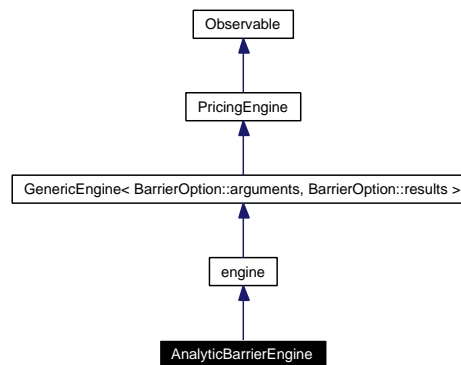 Observable
PricingEngine
GenericEngine< BarrierOption::arguments, BarrierOption::results >
engine
AnalyticBarrierEngine